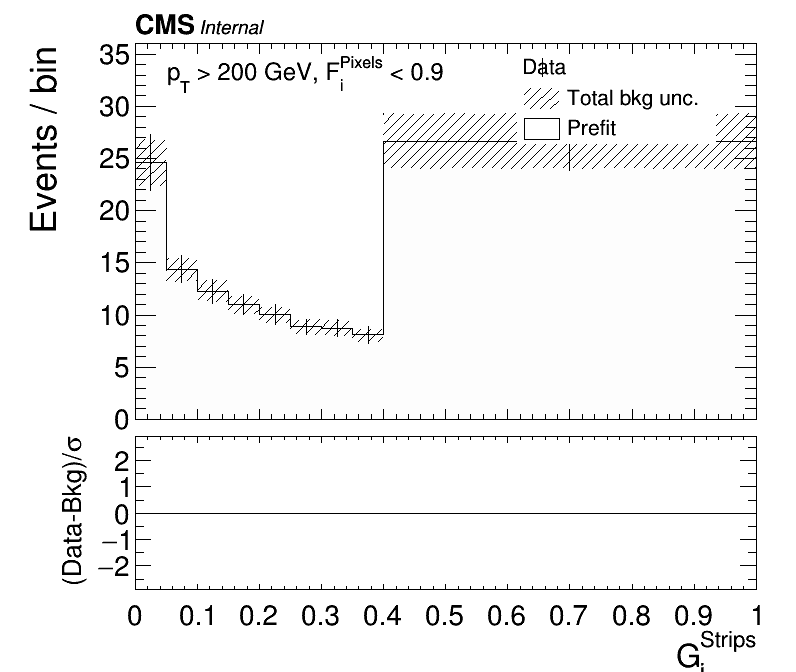 CMS Internal
p_T > 200 GeV, F_i^Pixels < 0.9
Data
Total bkg unc.
Prefit
Events / bin
35
30
25
20
15
10
5
0
(Data-Bkg)/σ
2
1
0
−1
−2
0 0.1 0.2 0.3 0.4 0.5 0.6 0.7 0.8 0.9 1
G_i^Strips